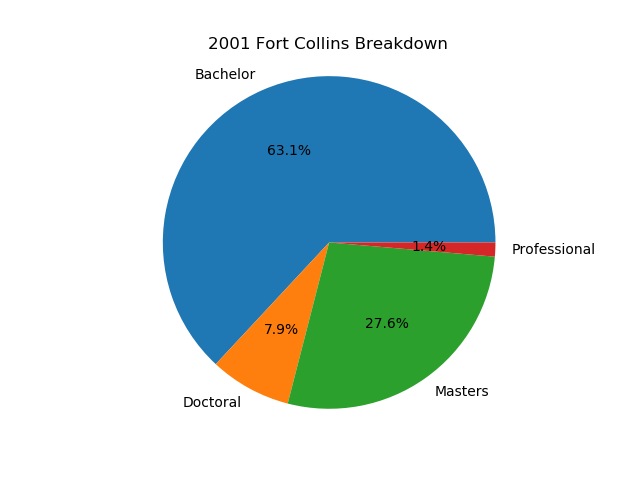 2001 Fort Collins Breakdown
Bachelor
63.1%
1.4%
Professional
7.9%
27.6%
Doctoral
Masters